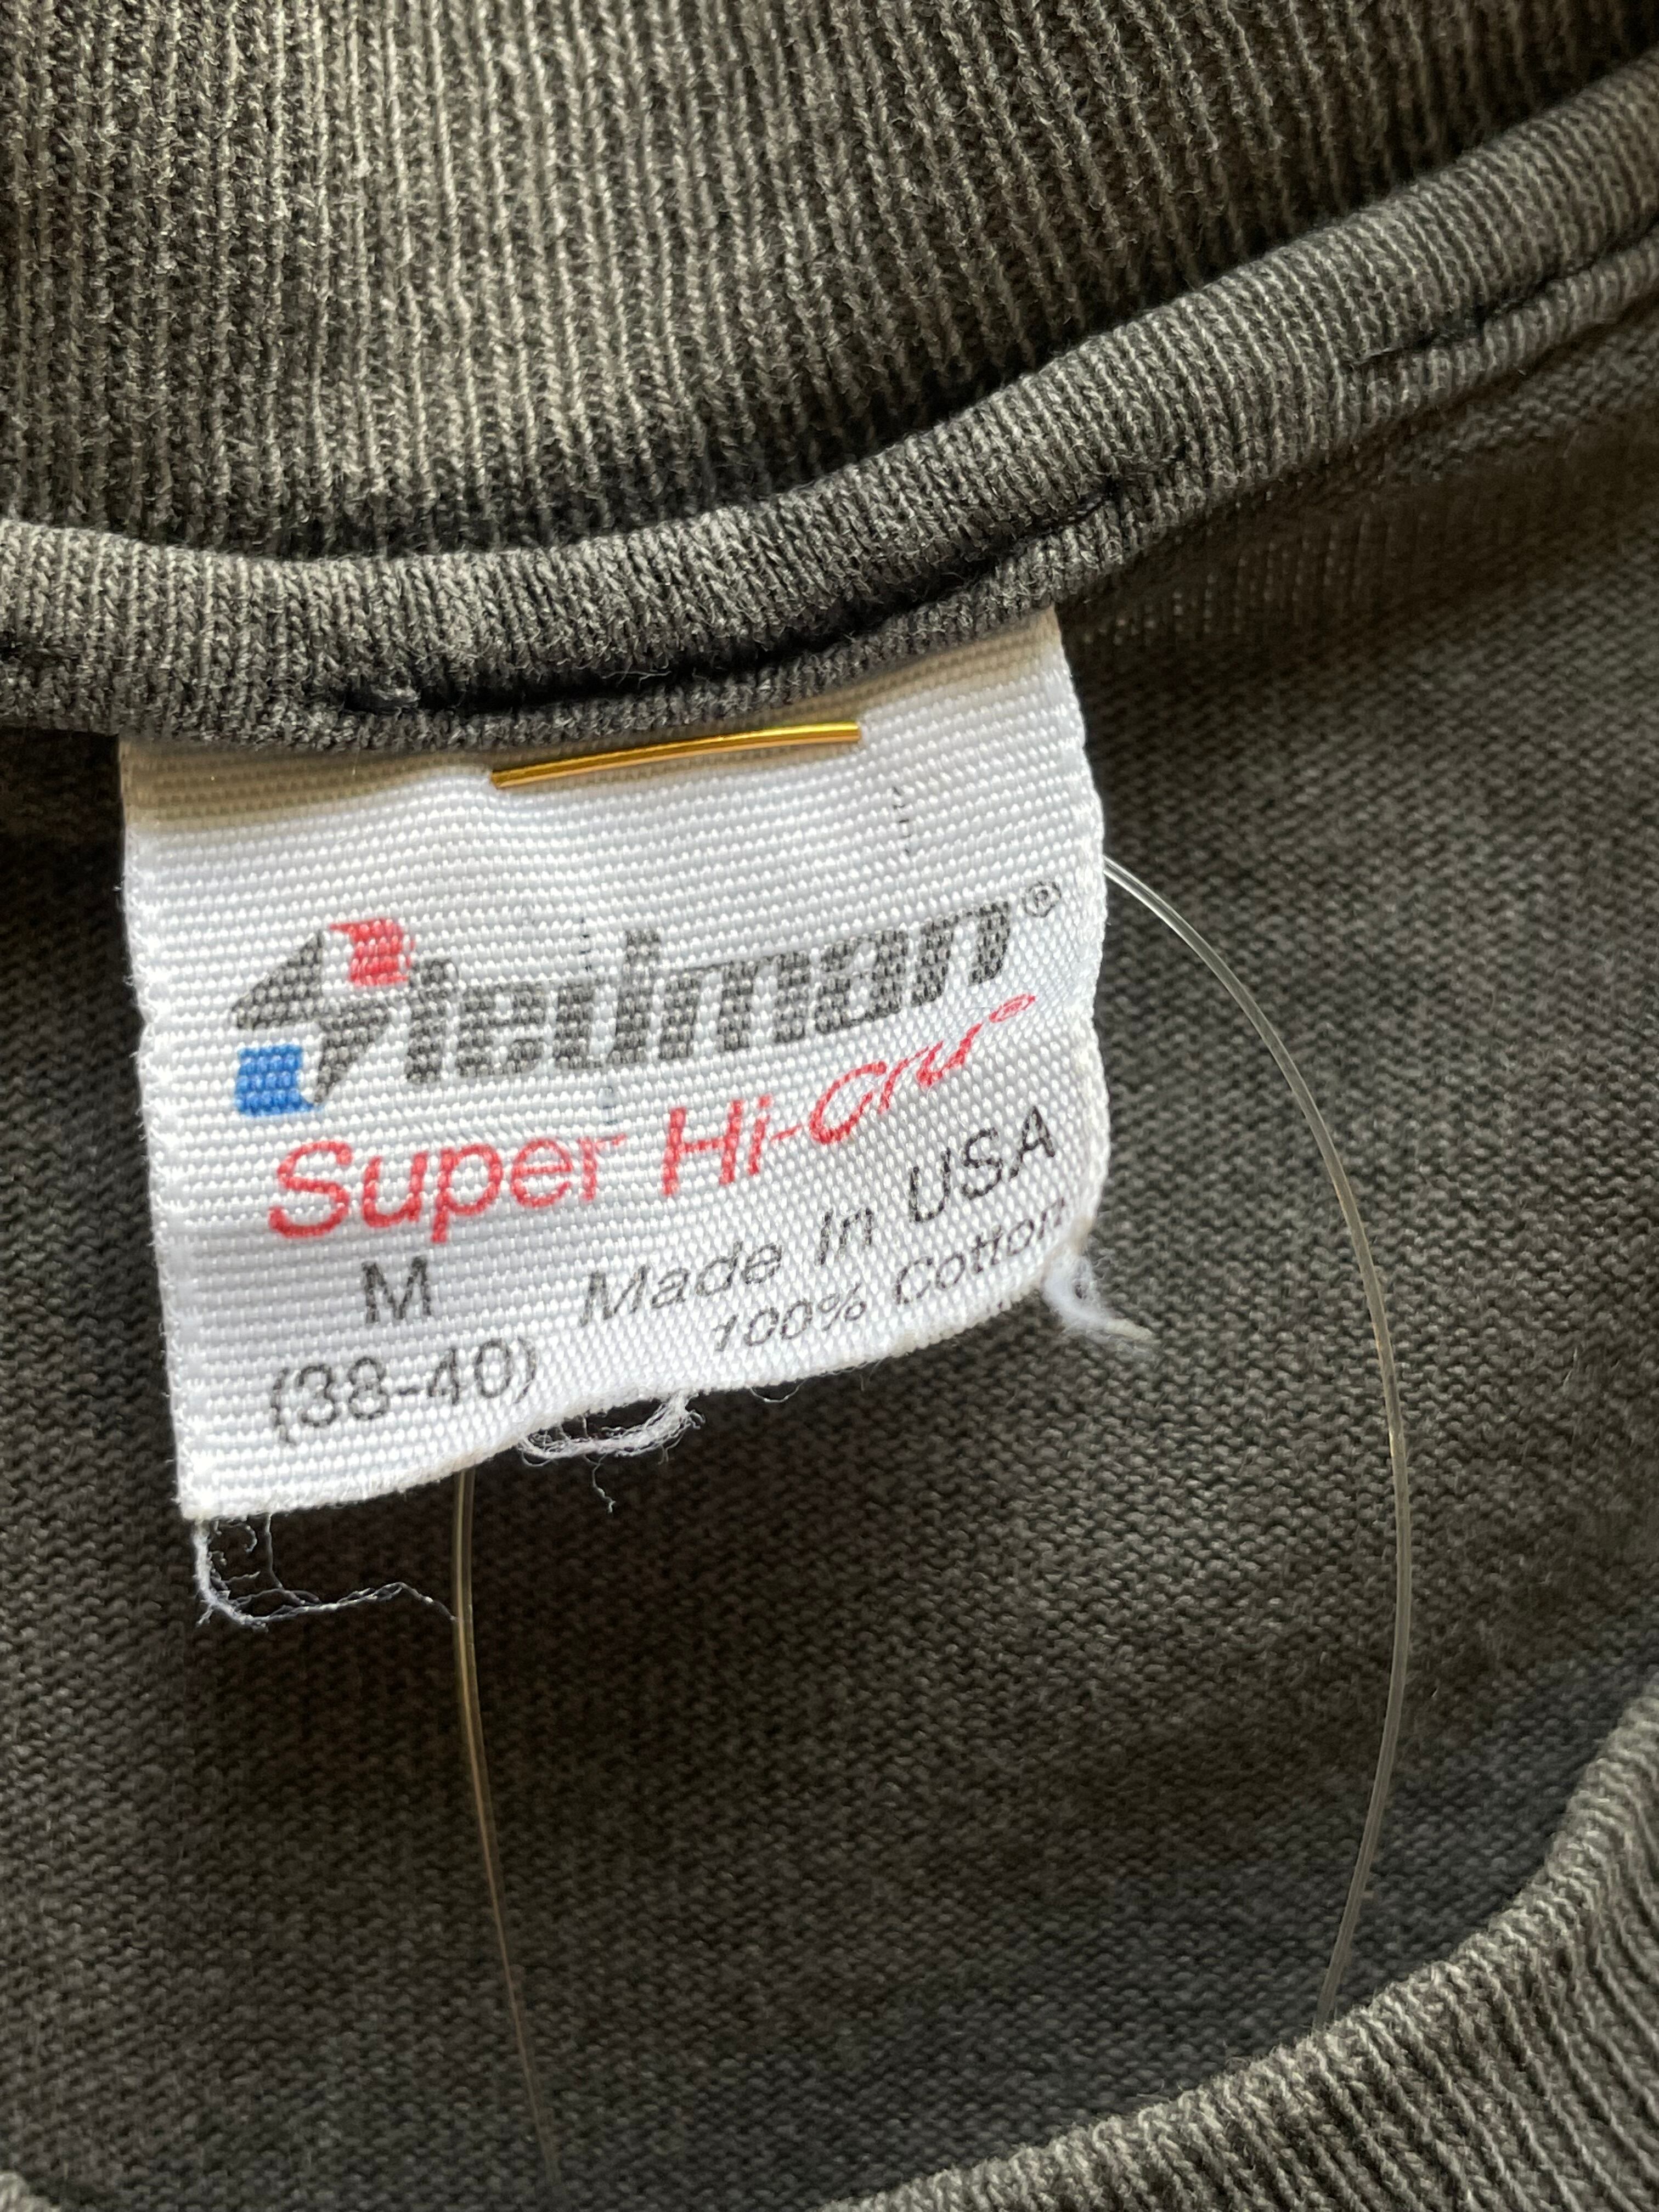 Stedman®
Super Hi-Cru®
M
(38-40)
Made In USA
100% Cotton